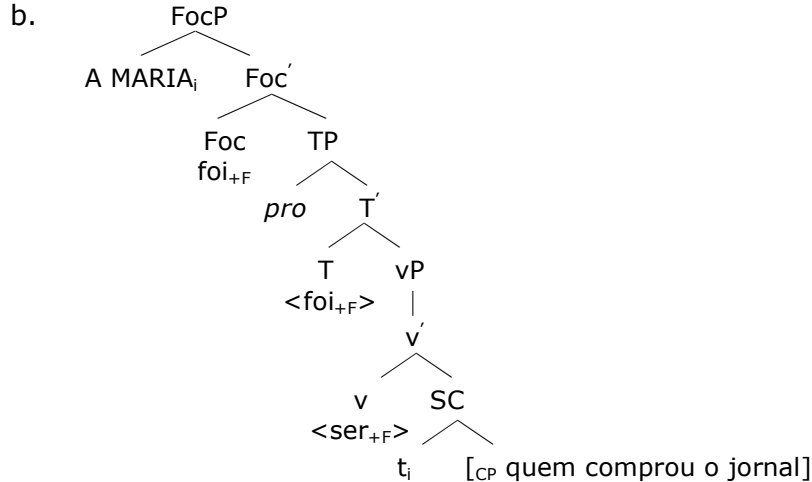 b. FocP
A MARIAi Foc′
Foc TP
foi+F
pro T′
T vP
<foi+F>
v′
v SC
<ser+F>
ti [CP quem comprou o jornal]